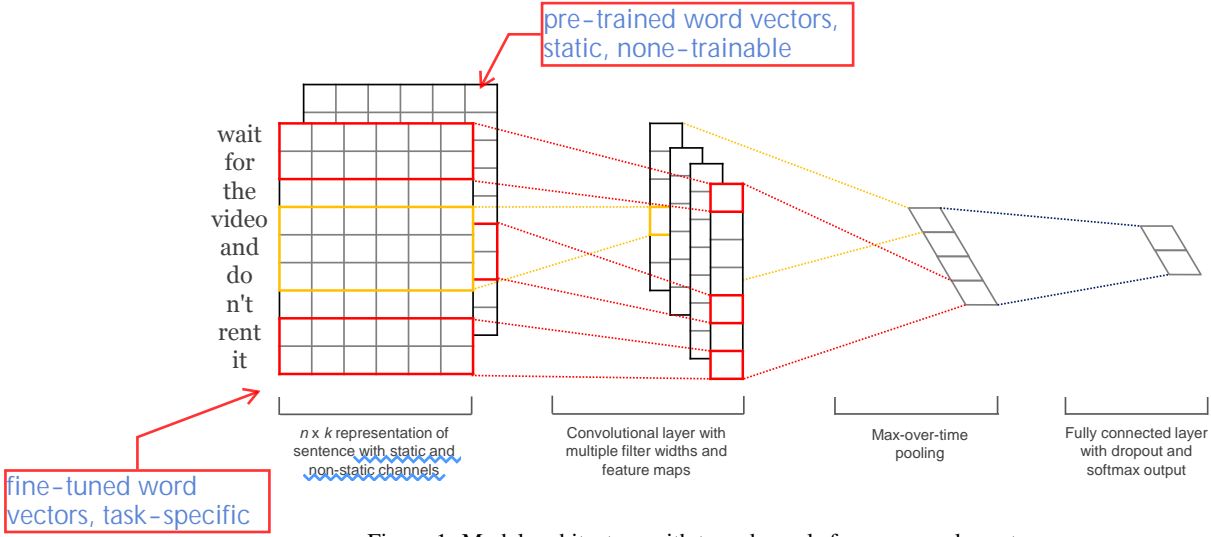 pre-trained word vectors,
static, none-trainable
wait
for
the
video
and
do
n't
rent
it
n x k representation of
sentence with static and
non-static channels
Convolutional layer with
multiple filter widths and
feature maps
Max-over-time
pooling
Fully connected layer
with dropout and
softmax output
fine-tuned word
vectors, task-specific